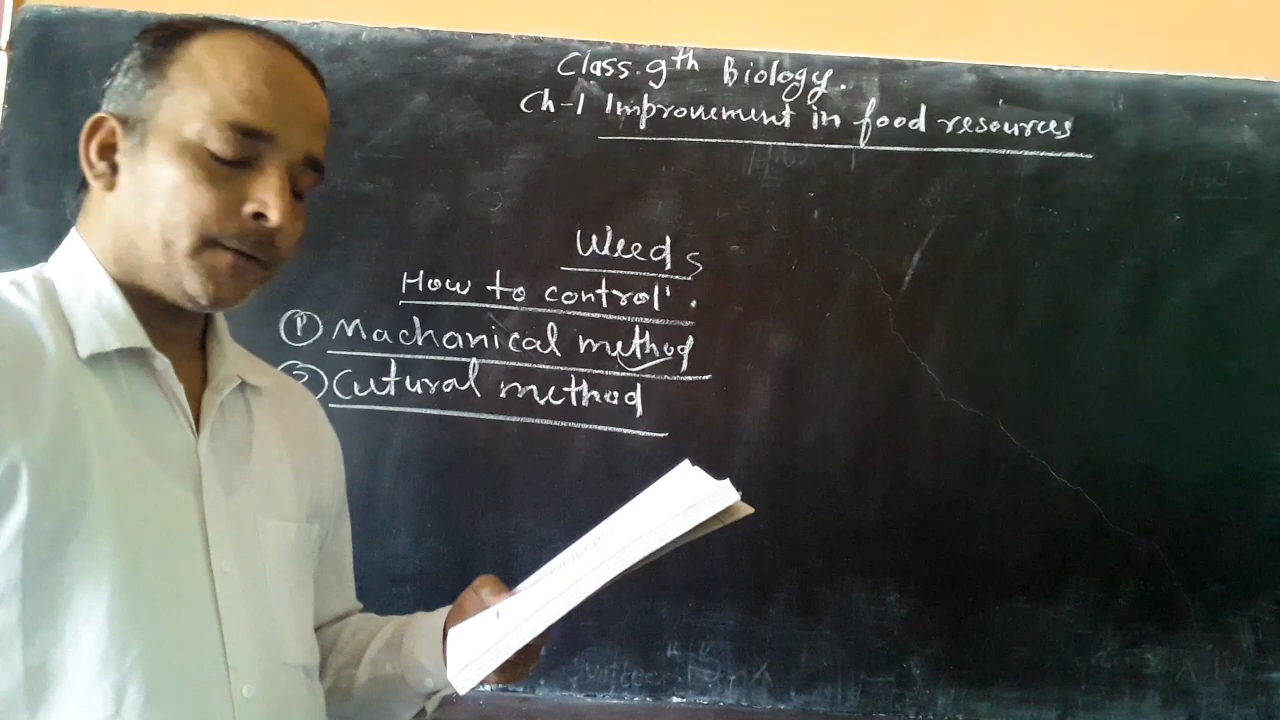 Class. 9th Biology.
Ch-1 Improvement in food resources
Weeds
How to control'.
① Machanical method
② Cutural method